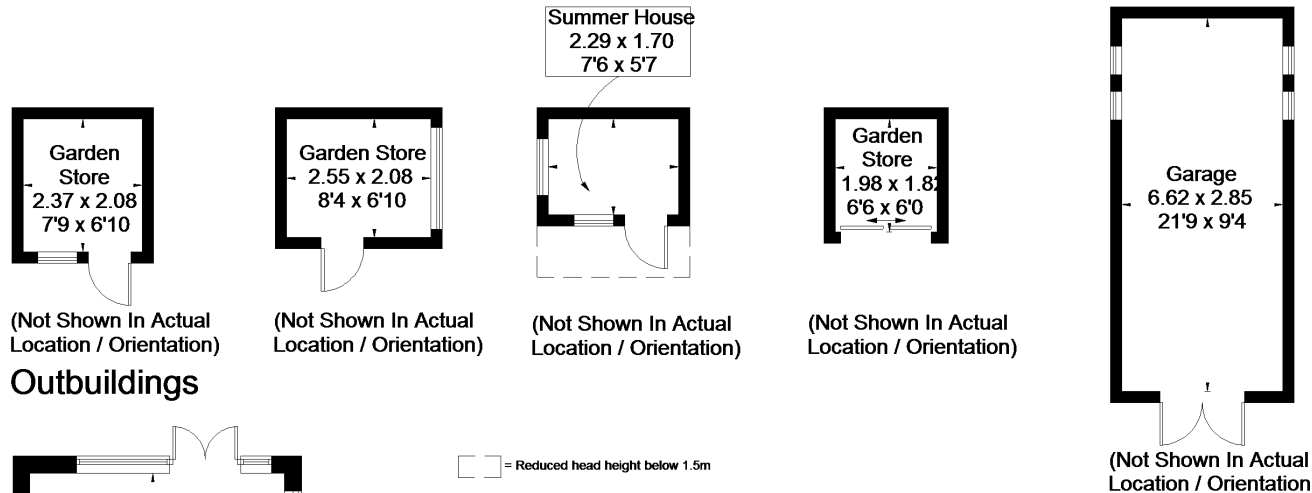 Summer House
2.29 x 1.70
7'6 x 5'7
Garden
Store
2.37 x 2.08
7'9 x 6'10
(Not Shown In Actual
Location / Orientation)
Garden Store
2.55 x 2.08
8'4 x 6'10
(Not Shown In Actual
Location / Orientation)
(Not Shown In Actual
Location / Orientation)
Garden
Store
1.98 x 1.82
6'6 x 6'0
(Not Shown In Actual
Location / Orientation)
Garage
6.62 x 2.85
21'9 x 9'4
(Not Shown In Actual
Location / Orientation
Outbuildings
= Reduced head height below 1.5m